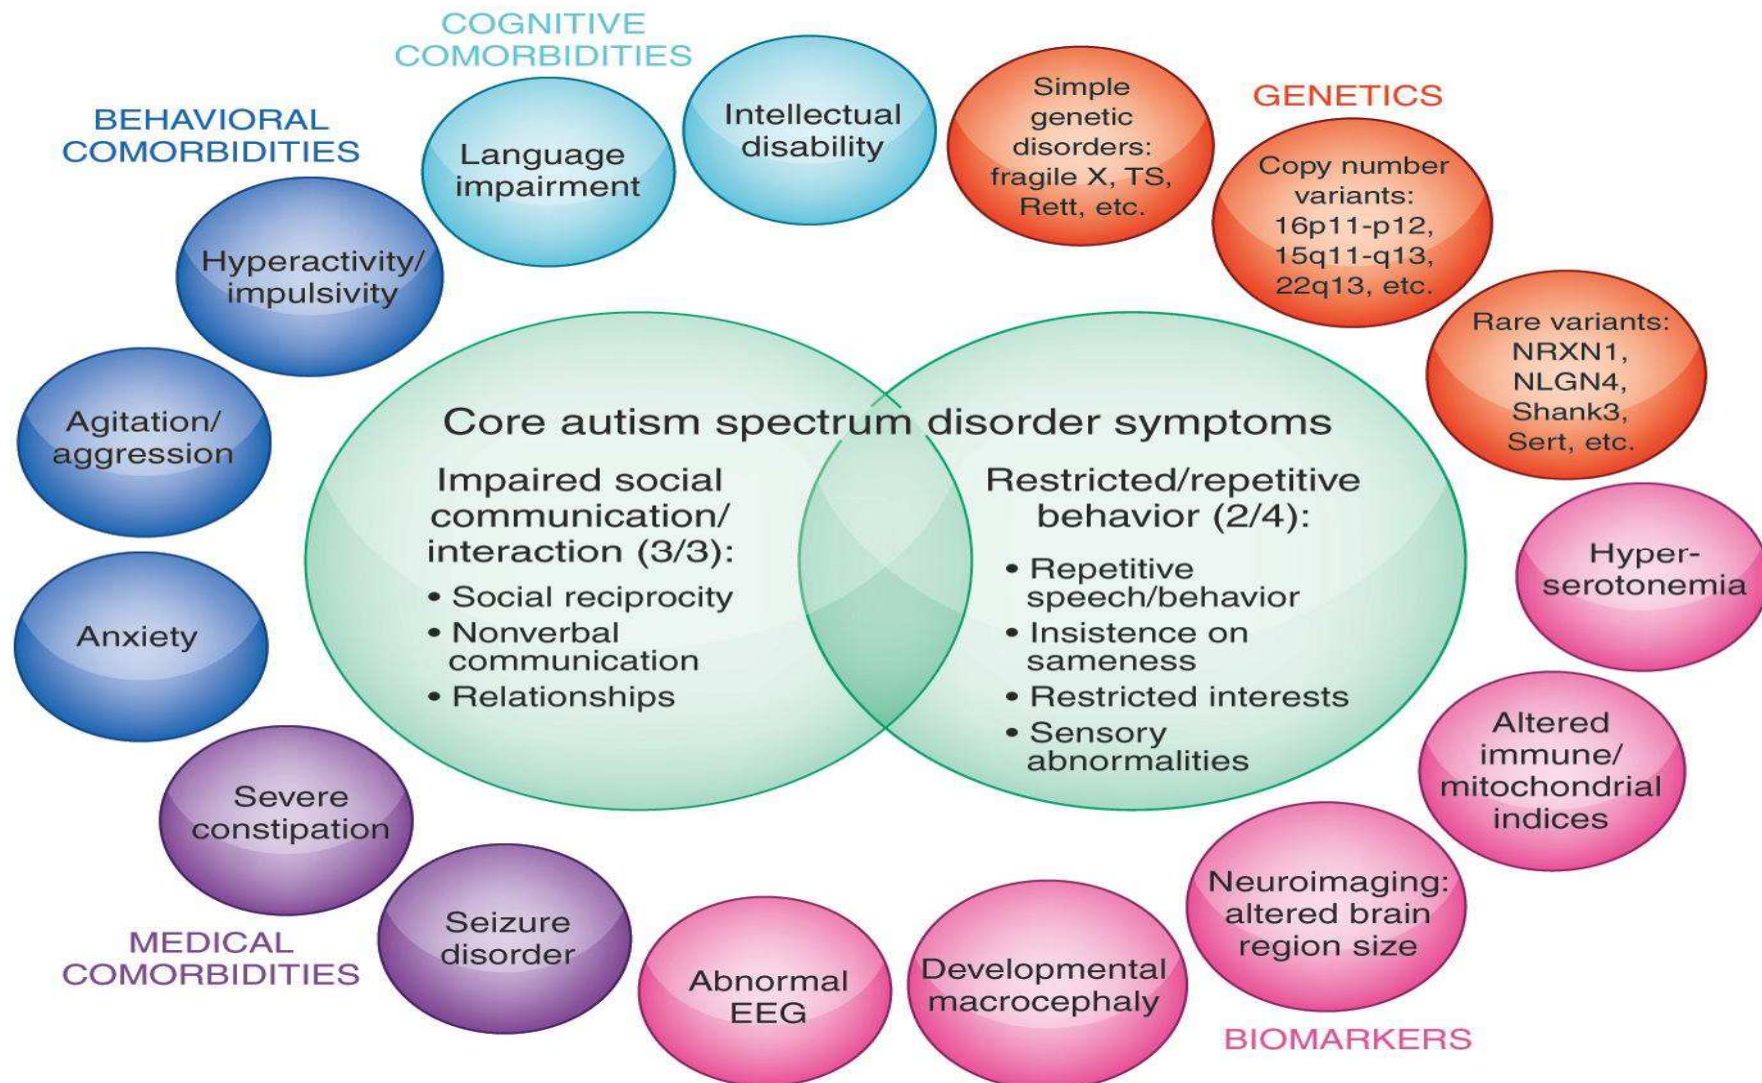 COGNITIVE
COMORBIDITIES
BEHAVIORAL
COMORBIDITIES
GENETICS
Language
impairment
Intellectual
disability
Simple
genetic
disorders:
fragile X, TS,
Rett, etc.
Copy number
variants:
16p11-p12,
15q11-q13,
22q13, etc.
Rare variants:
NRXN1,
NLGN4,
Shank3,
Sert, etc.
Hyperactivity/
impulsivity
Agitation/
aggression
Anxiety
Core autism spectrum disorder symptoms
Impaired social
communication/
interaction (3/3):
• Social reciprocity
• Nonverbal
communication
• Relationships
Restricted/repetitive
behavior (2/4):
• Repetitive
speech/behavior
• Insistence on
sameness
• Restricted interests
• Sensory
abnormalities
Hyper-
serotonemia
Altered
immune/
mitochondrial
indices
Neuroimaging:
altered brain
region size
Developmental
macrocephaly
Abnormal
EEG
BIOMARKERS
Severe
constipation
Seizure
disorder
MEDICAL
COMORBIDITIES